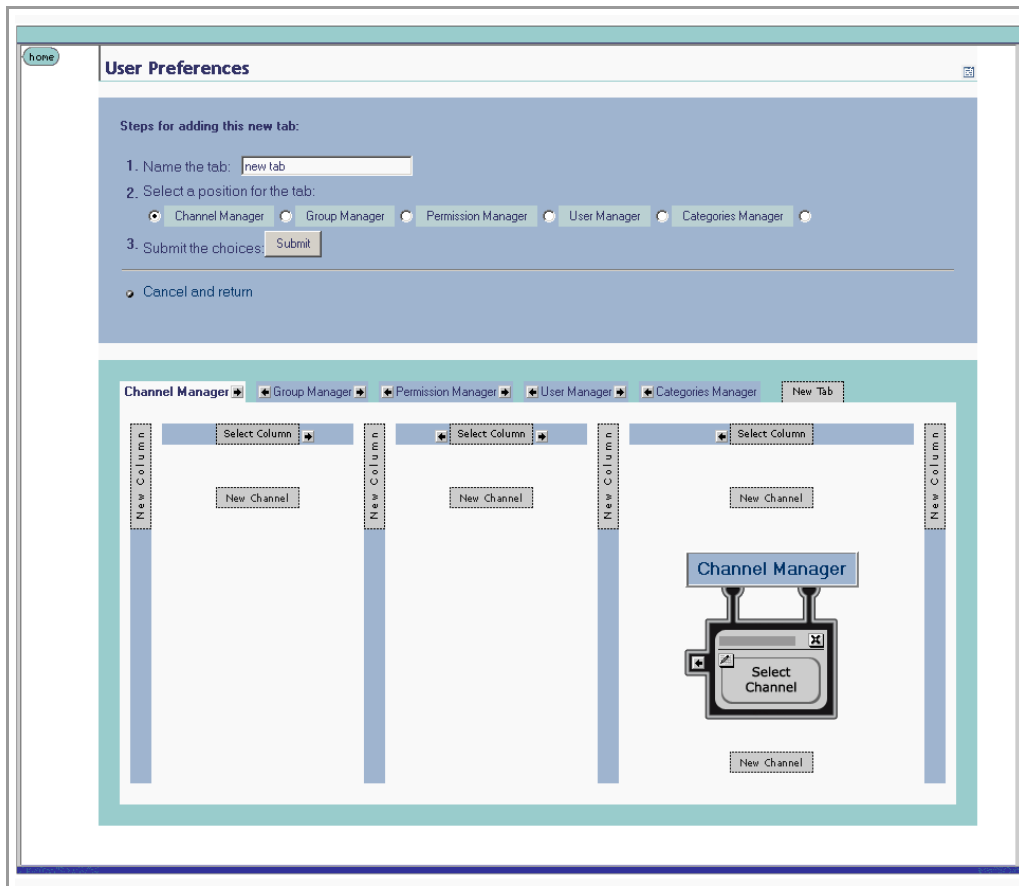 home
User Preferences
Steps for adding this new tab:
1. Name the tab: new tab
2. Select a position for the tab:
Channel Manager Group Manager Permission Manager User Manager Categories Manager
3. Submit the choices: Submit
Cancel and return
Channel Manager Group Manager Permission Manager User Manager Categories Manager New Tab
New Column Select Column New Column Select Column New Column Select Column New Column
New Channel New Channel New Channel
Channel Manager
Select
Channel
New Channel